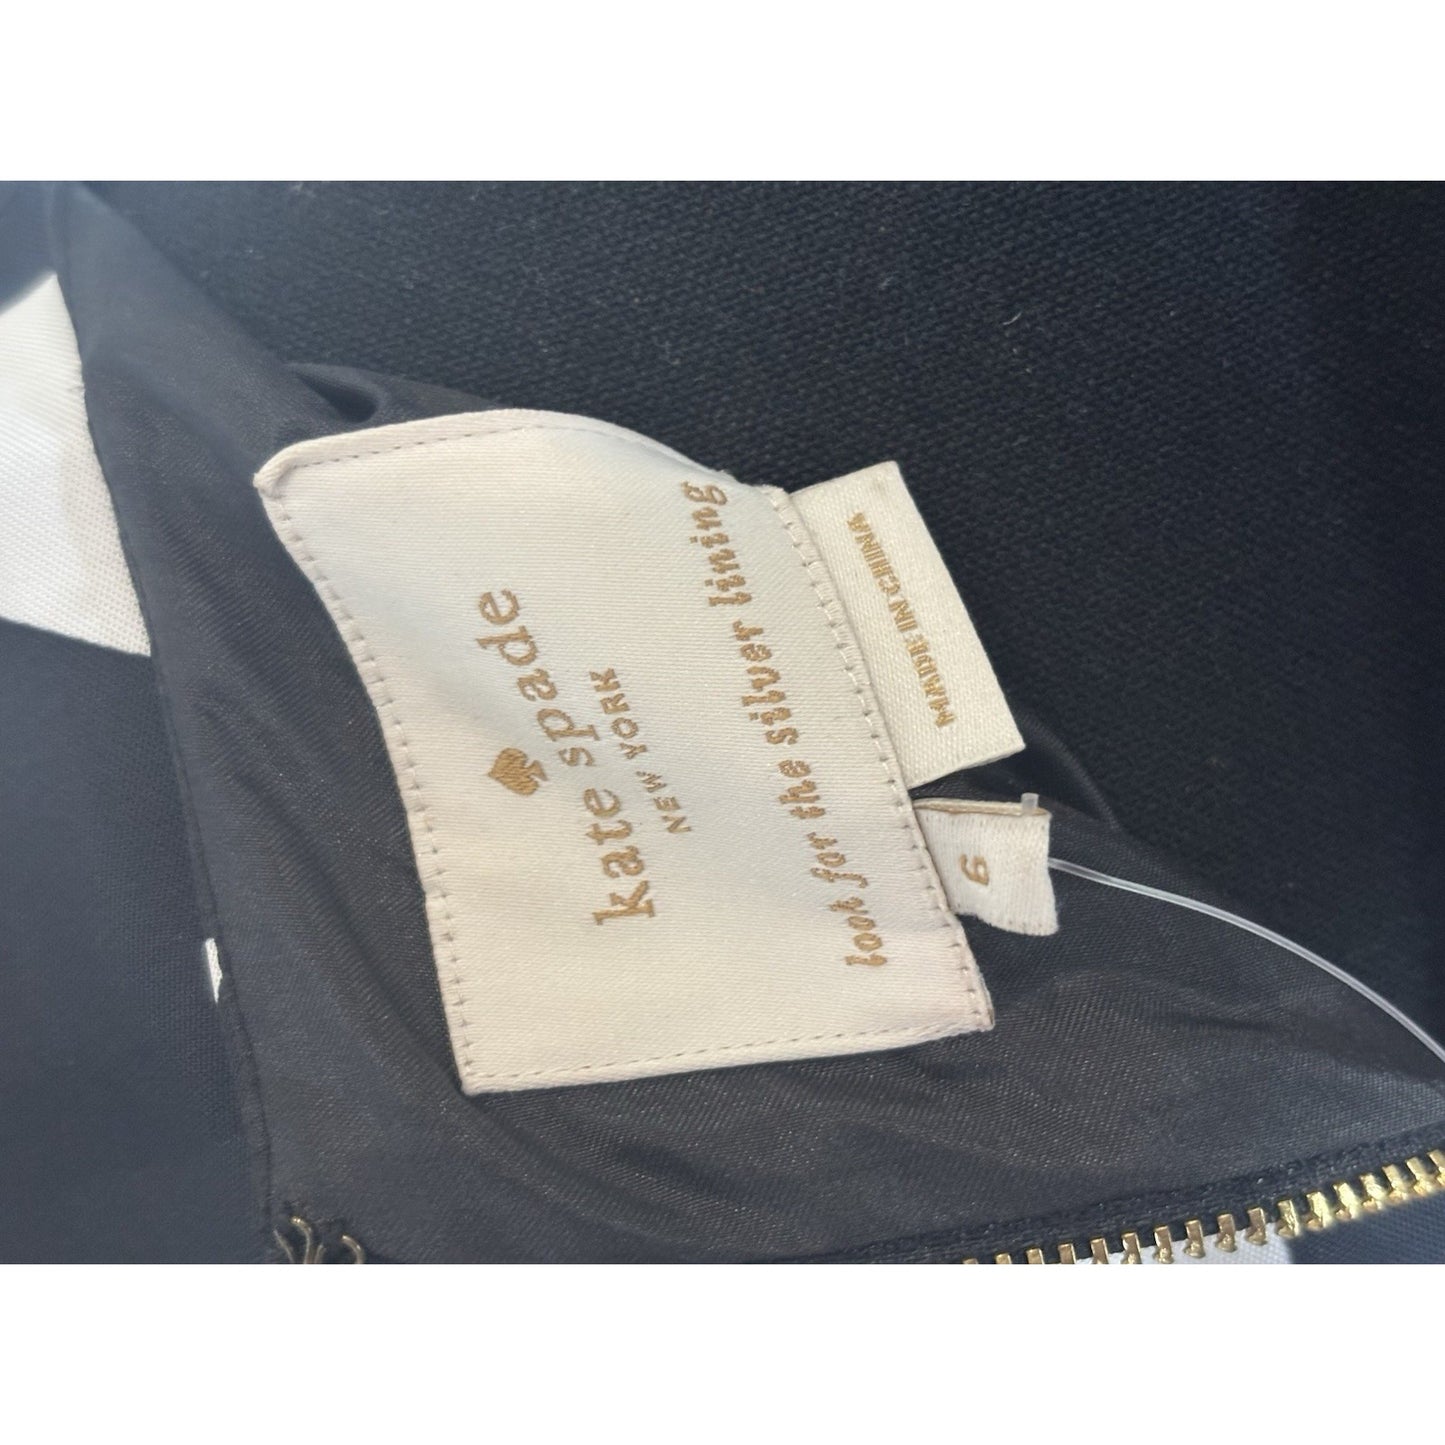 kate spade
NEW YORK
look for the silver lining
MADE IN CHINA
6